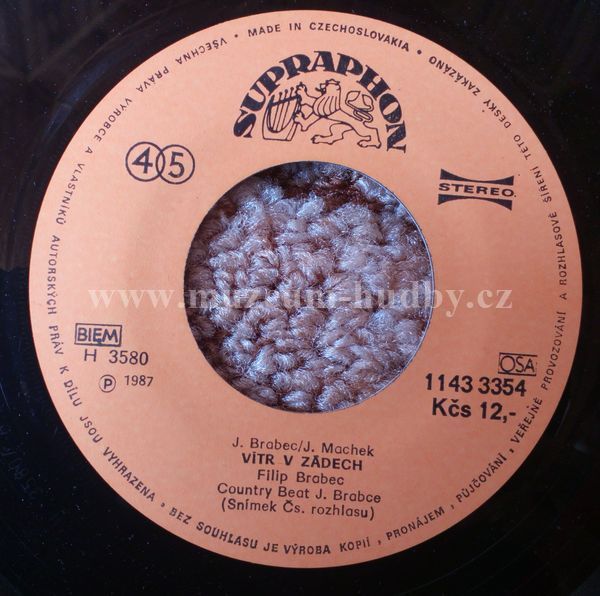 VŠECHNA PRÁVA VÝROBCE A VLASTNÍKŮ AUTORSKÝCH PRÁV K DÍLU JSOU VYHRAZENA • BEZ SOUHLASU JE VÝROBA KOPIÍ, PRONÁJEM, PŮJČOVÁNÍ, VEŘEJNÉ PROVOZOVÁNÍ A ROZHLASOVÉ ŠÍŘENÍ TÉTO DESKY ZAKÁZÁNO • MADE IN CZECHOSLOVAKIA •
SUPRAPHON
45
STEREO
www.muzeum-hudby.cz
BIEM
H 3580
Ⓟ 1987
OSA
1143 3354
Kčs 12,-
J. Brabec/J. Machek
VÍTR V ZÁDECH
Filip Brabec
Country Beat J. Brabce
(Snímek Čs. rozhlasu)